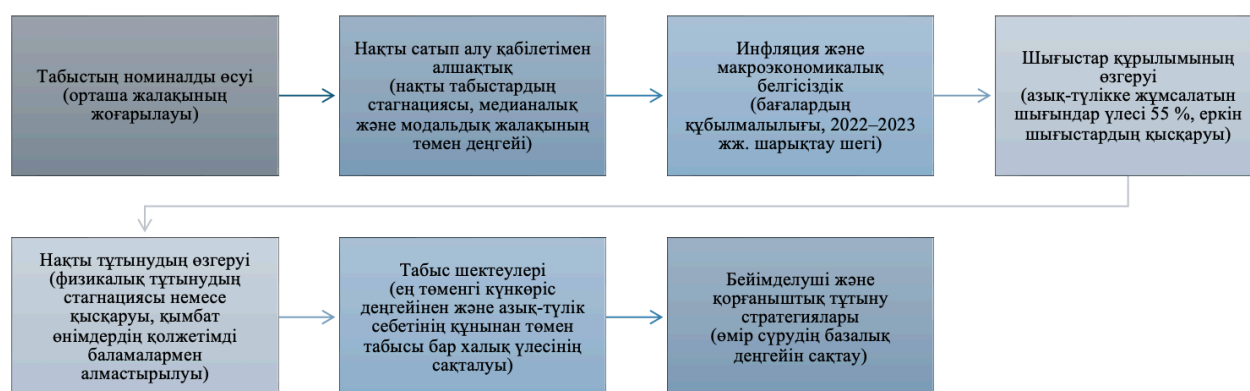 Табыстың номиналды өсуі
(орташа жалақының
жоғарылауы)
Нақты сатып алу қабілетімен
алшақтық
(нақты табыстардың
стагнациясы, медианалық
және модальдық жалақының
төмен деңгейі)
Инфляция және
макроэкономикалық
белгісіздік
(бағалардың
құбылмалылығы, 2022–2023
жж. шарықтау шегі)
Шығыстар құрылымының
өзгеруі
(азық-түлікке жұмсалатын
шығындар үлесі 55 %, еркін
шығыстардың қысқаруы)
Нақты тұтынудың өзгеруі
(физикалық тұтынудың
стагнациясы немесе
қысқаруы, қымбат
өнімдердің қолжетімді
баламалармен
алмастырылуы)
Табыс шектеулері
(ең төменгі күнкөріс
деңгейінен және азық-түлік
себетінің құнынан төмен
табысы бар халық үлесінің
сақталуы)
Бейімделуші және
қорғаныштық тұтыну
стратегиялары
(өмір сүрудің базалық
деңгейін сақтау)